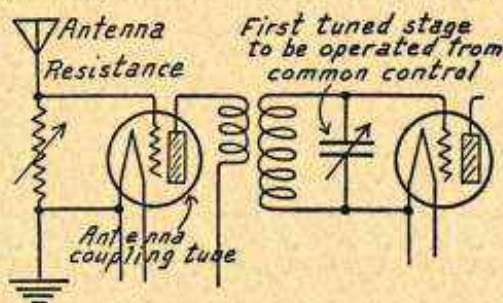 Antenna
Resistance
First tuned stage
to be operated from
common control
Antenna
coupling tube